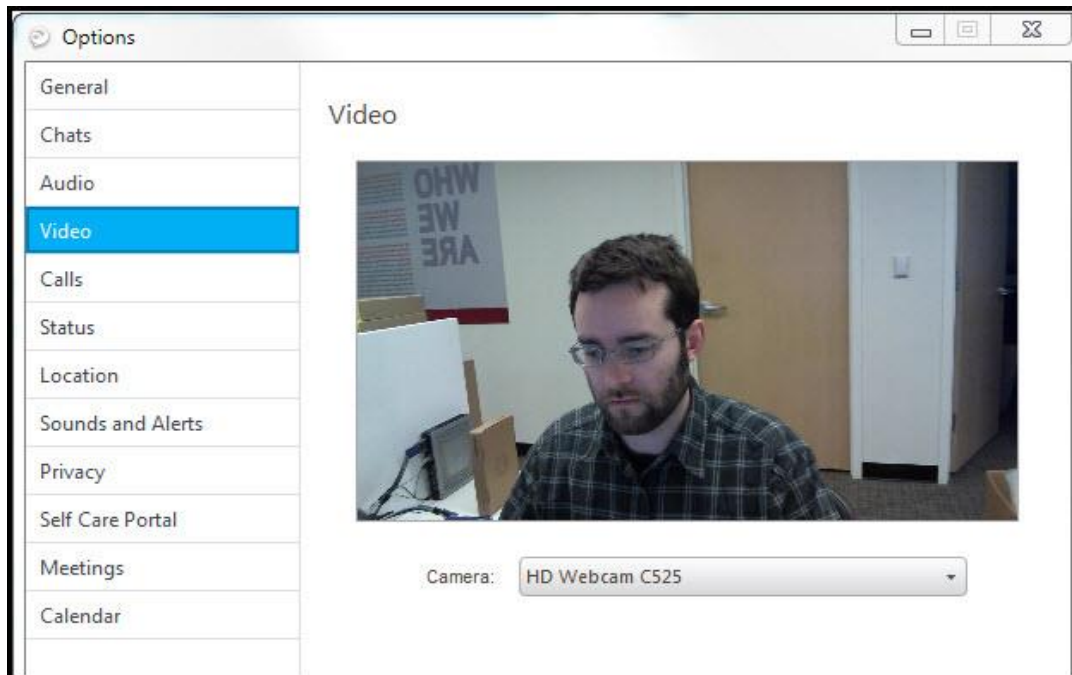 Options
General
Chats
Audio
Video
Calls
Status
Location
Sounds and Alerts
Privacy
Self Care Portal
Meetings
Calendar
Video
WHO
WE
ARE
Camera:
HD Webcam C525